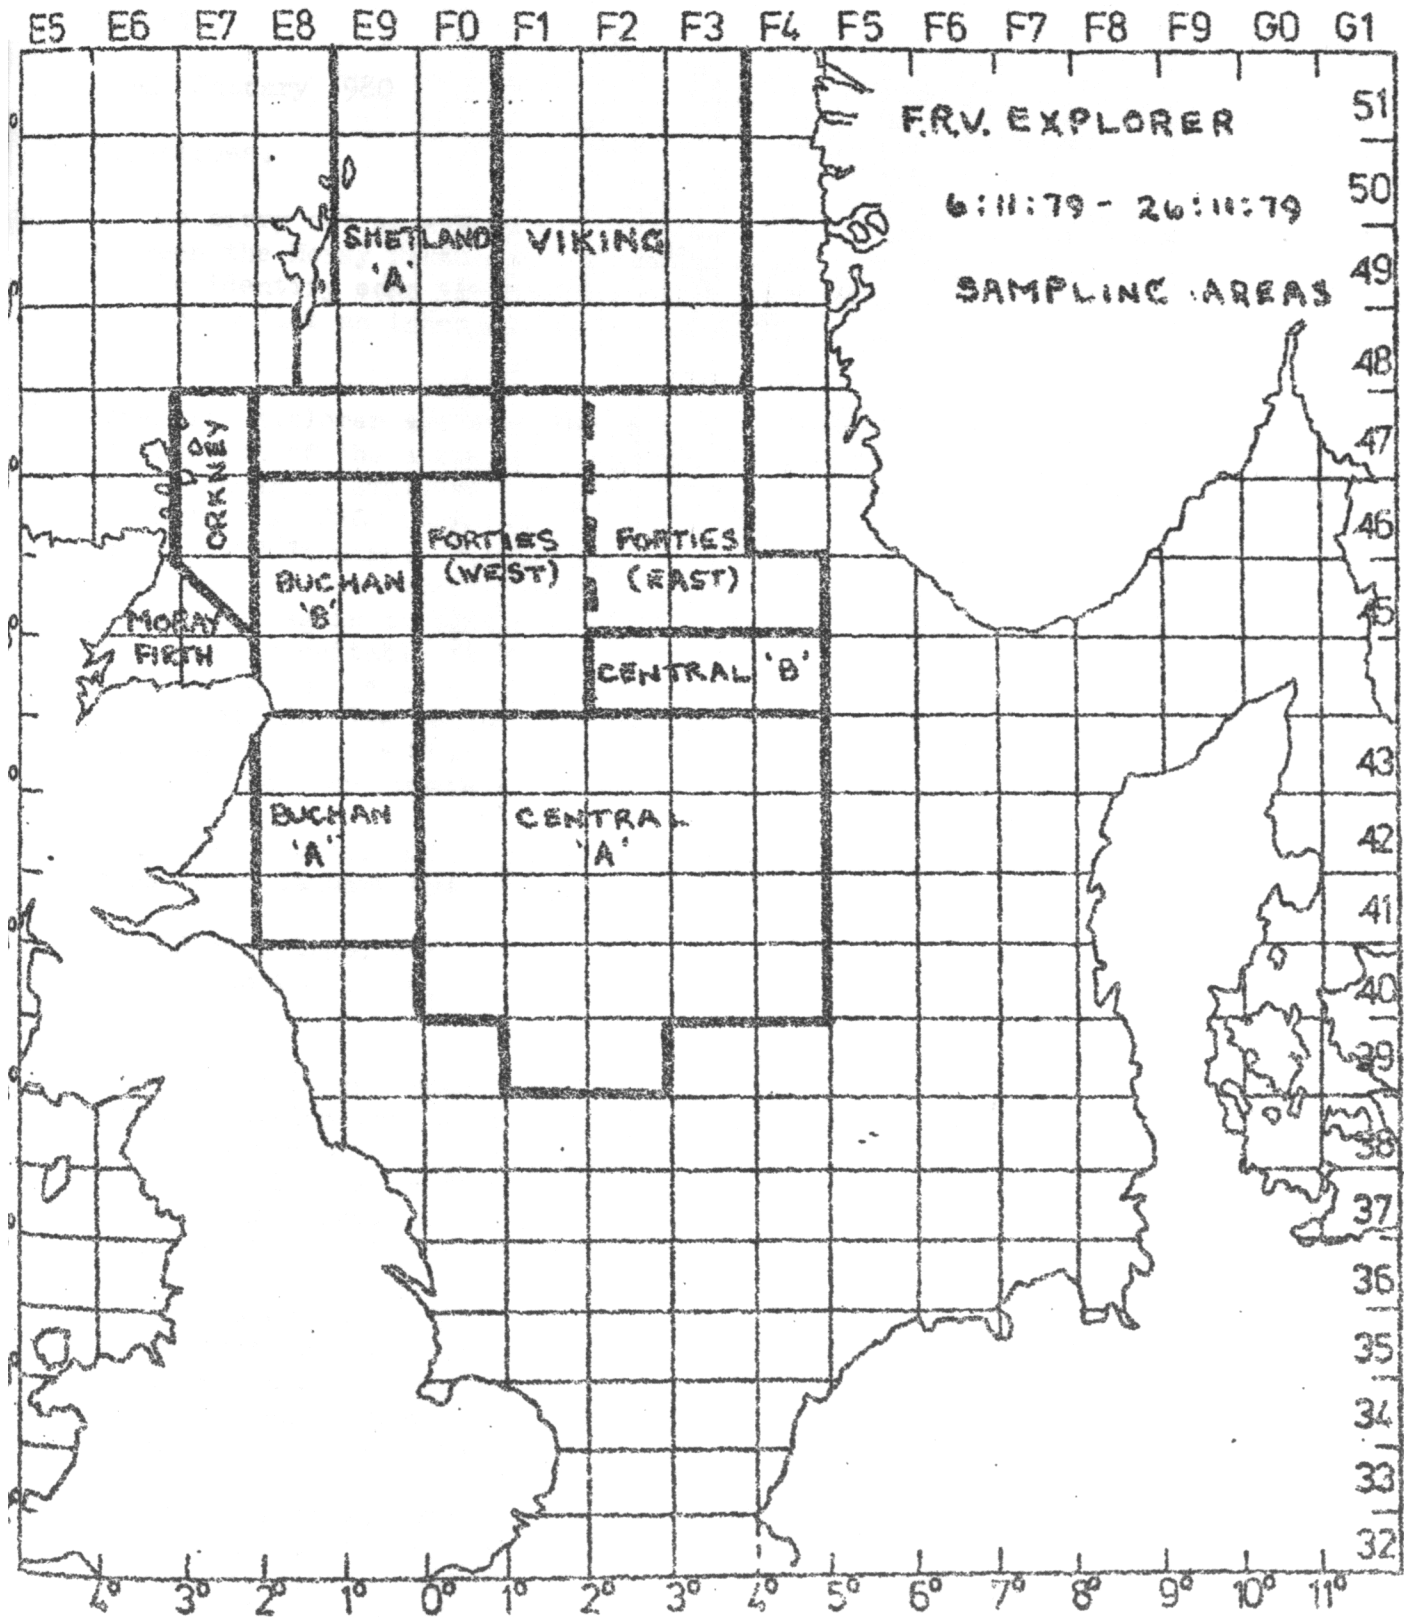 E5 E6 E7 E8 E9 F0 F1 F2 F3 F4 F5 F6 F7 F8 F9 G0 G1
F.R.V. EXPLORER
6:11:79 - 26:11:79
SAMPLING AREAS
51
50
49
48
47
46
45
43
42
41
40
39
38
37
36
35
34
33
32
SHETLAND
'A'
VIKING
ORKNEY
FORTIES
(WEST)
FORTIES
(EAST)
BUCHAN
'B'
MORAY
FIRTH
CENTRAL 'B'
BUCHAN
'A'
CENTRAL
'A'
4° 3° 2° 1° 0° 1° 2° 3° 4° 5° 6° 7° 8° 9° 10° 11°